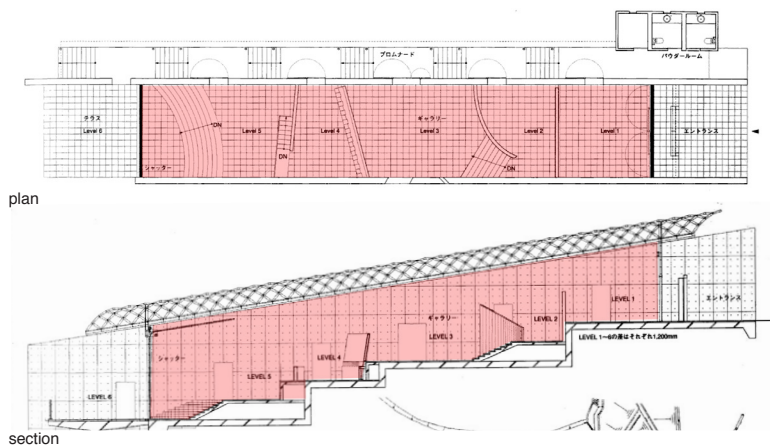 プロムナード
パウダールーム
テラス
Level 6
シャッター
DN
Level 5
DN
Level 4
ギャラリー
Level 3
DN
Level 2
Level 1
エントランス
plan
LEVEL 1
エントランス
ギャラリー
LEVEL 2
LEVEL 3
シャッター
LEVEL 4
LEVEL 5
LEVEL 6
LEVEL 1〜6の差はそれぞれ1,200mm
section